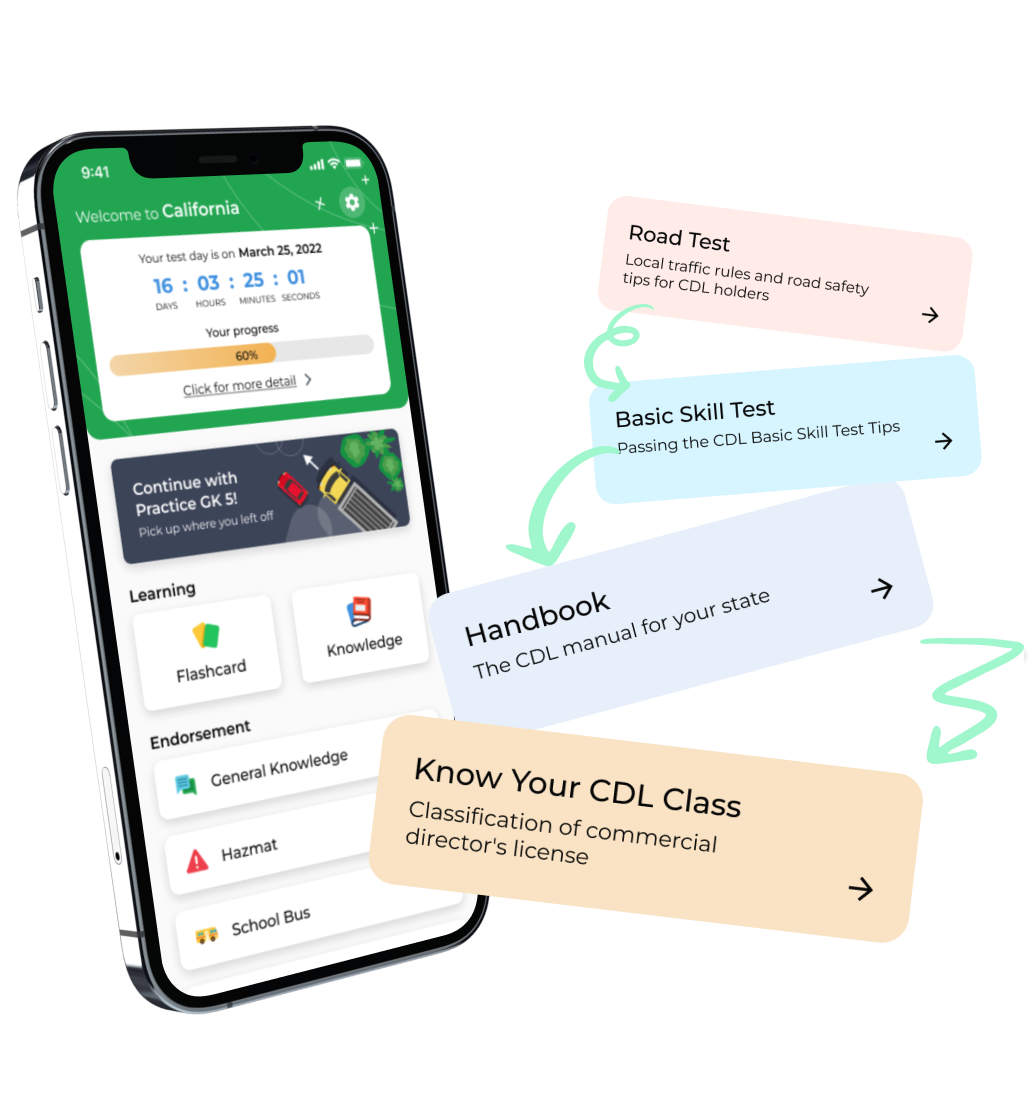 9:41
Welcome to California
Your test day is on March 25, 2022
16 : 03 : 25 : 01
DAYS HOURS MINUTES SECONDS
Your progress
60%
Click for more detail
Continue with
Practice GK 5!
Pick up where you left off
Learning
Flashcard
Knowledge
Endorsement
General Knowledge
Hazmat
School Bus
Road Test
Local traffic rules and road safety
tips for CDL holders
Basic Skill Test
Passing the CDL Basic Skill Test Tips
Handbook
The CDL manual for your state
Know Your CDL Class
Classification of commercial
director's license